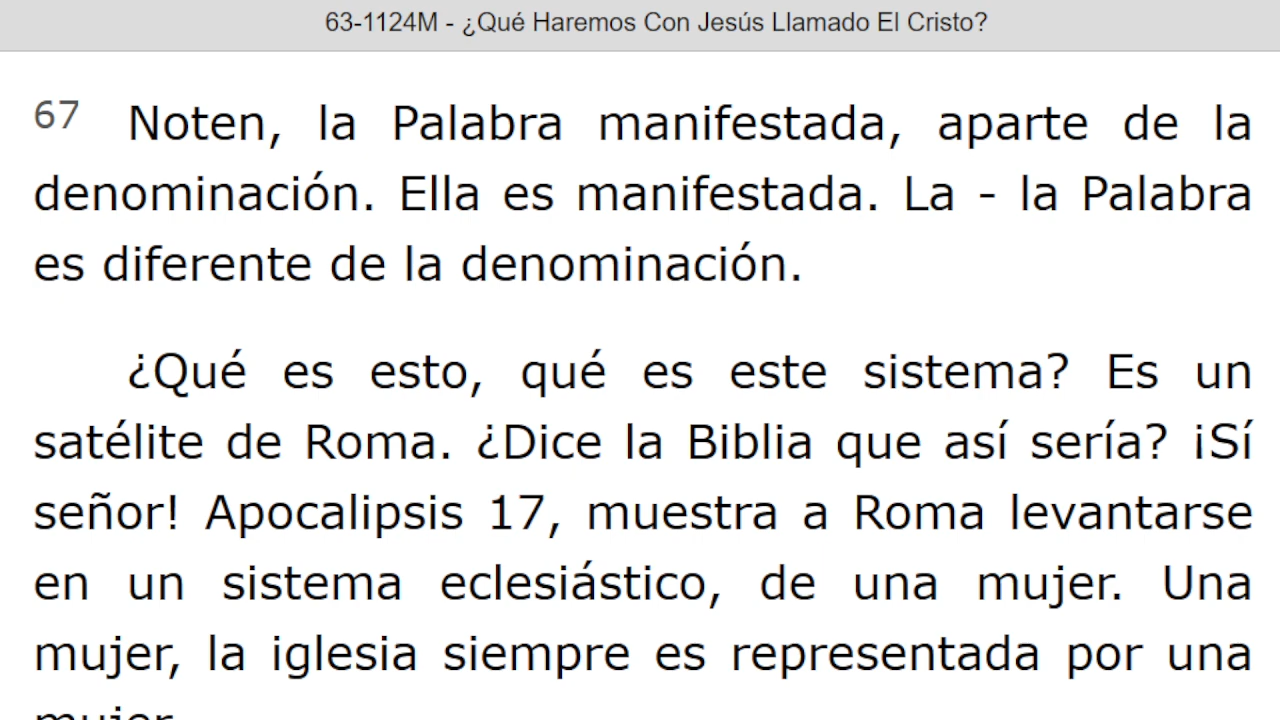 63-1124M - ¿Qué Haremos Con Jesús Llamado El Cristo?
67 Noten, la Palabra manifestada, aparte de la
denominación. Ella es manifestada. La - la Palabra
es diferente de la denominación.
¿Qué es esto, qué es este sistema? Es un
satélite de Roma. ¿Dice la Biblia que así sería? ¡Sí
señor! Apocalipsis 17, muestra a Roma levantarse
en un sistema eclesiástico, de una mujer. Una
mujer, la iglesia siempre es representada por una
mujer.